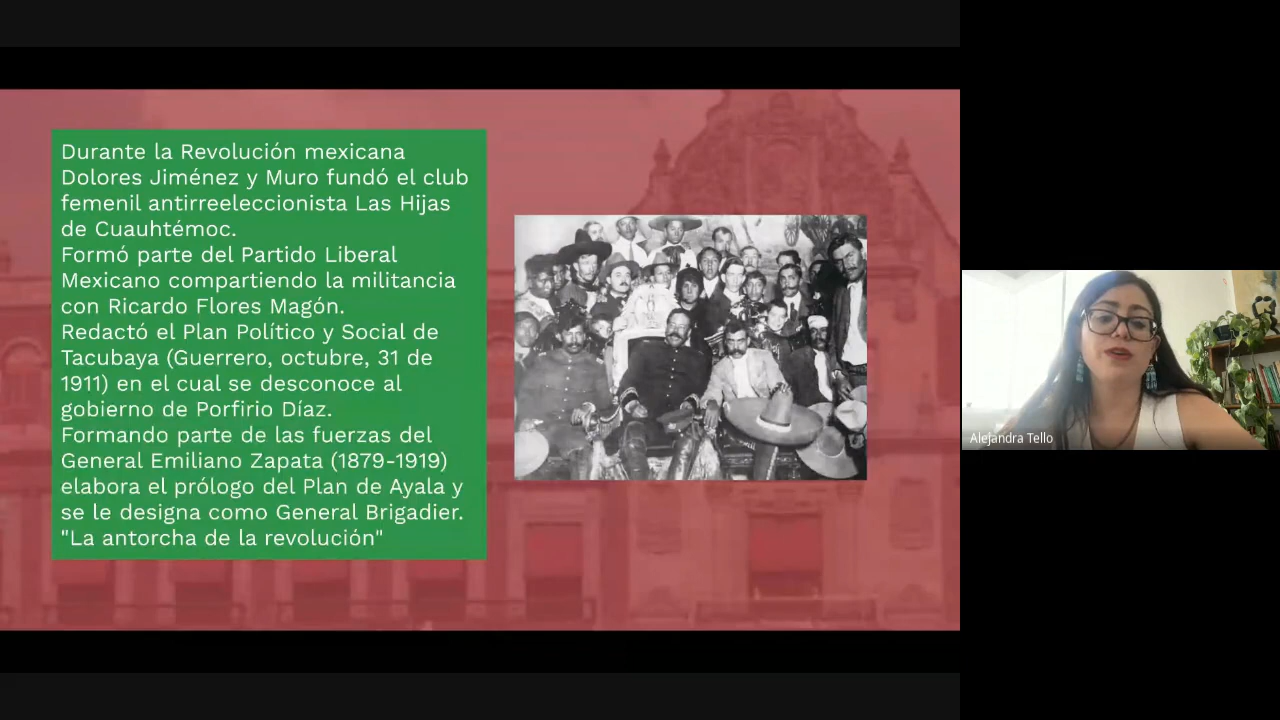 Durante la Revolución mexicana
Dolores Jiménez y Muro fundó el club
femenil antirreeleccionista Las Hijas
de Cuauhtémoc.
Formó parte del Partido Liberal
Mexicano compartiendo la militancia
con Ricardo Flores Magón.
Redactó el Plan Político y Social de
Tacubaya (Guerrero, octubre, 31 de
1911) en el cual se desconoce al
gobierno de Porfirio Díaz.
Formando parte de las fuerzas del
General Emiliano Zapata (1879-1919)
elabora el prólogo del Plan de Ayala y
se le designa como General Brigadier.
"La antorcha de la revolución"
Alejandra Tello